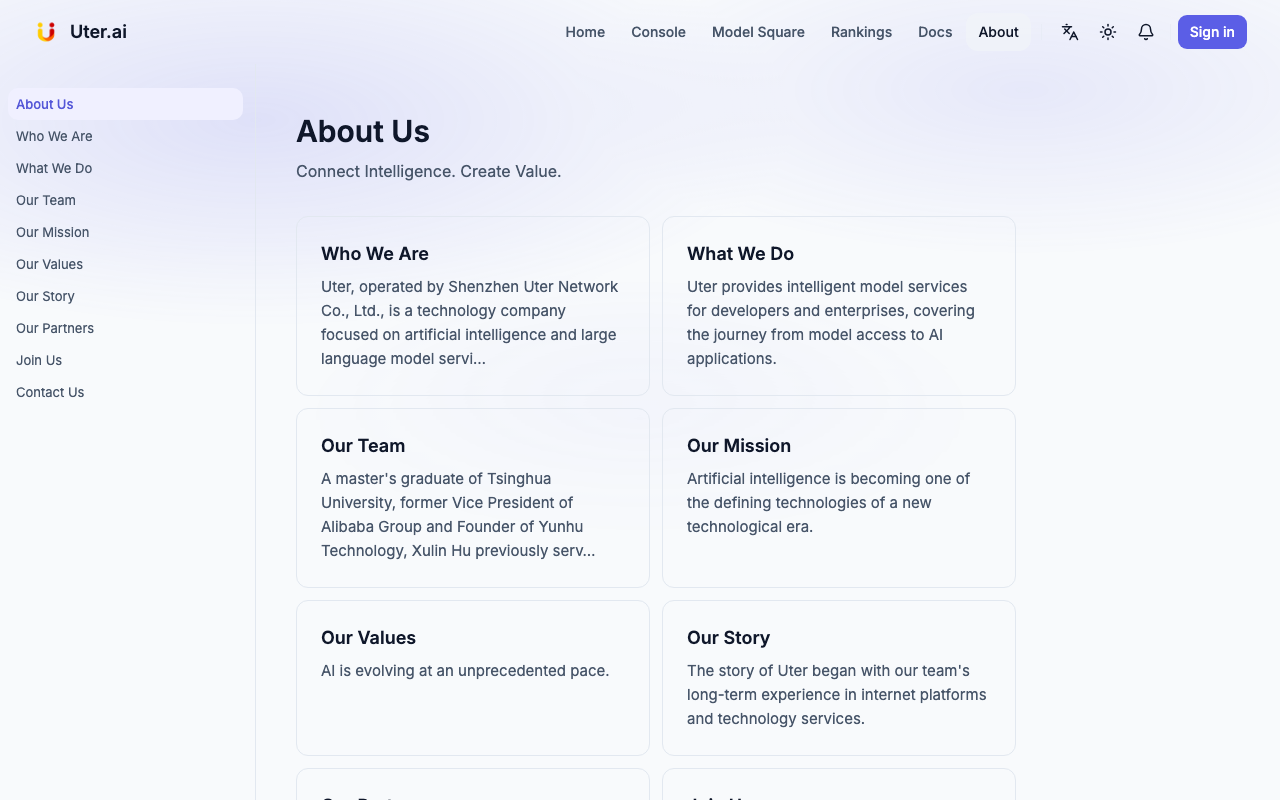 Uter.ai
Home
Console
Model Square
Rankings
Docs
About
Sign in
About Us
Who We Are
What We Do
Our Team
Our Mission
Our Values
Our Story
Our Partners
Join Us
Contact Us
About Us
Connect Intelligence. Create Value.
Who We Are
Uter, operated by Shenzhen Uter Network
Co., Ltd., is a technology company
focused on artificial intelligence and large
language model servi...
What We Do
Uter provides intelligent model services
for developers and enterprises, covering
the journey from model access to AI
applications.
Our Team
A master's graduate of Tsinghua
University, former Vice President of
Alibaba Group and Founder of Yunhu
Technology, Xulin Hu previously serv...
Our Mission
Artificial intelligence is becoming one of
the defining technologies of a new
technological era.
Our Values
AI is evolving at an unprecedented pace.
Our Story
The story of Uter began with our team's
long-term experience in internet platforms
and technology services.